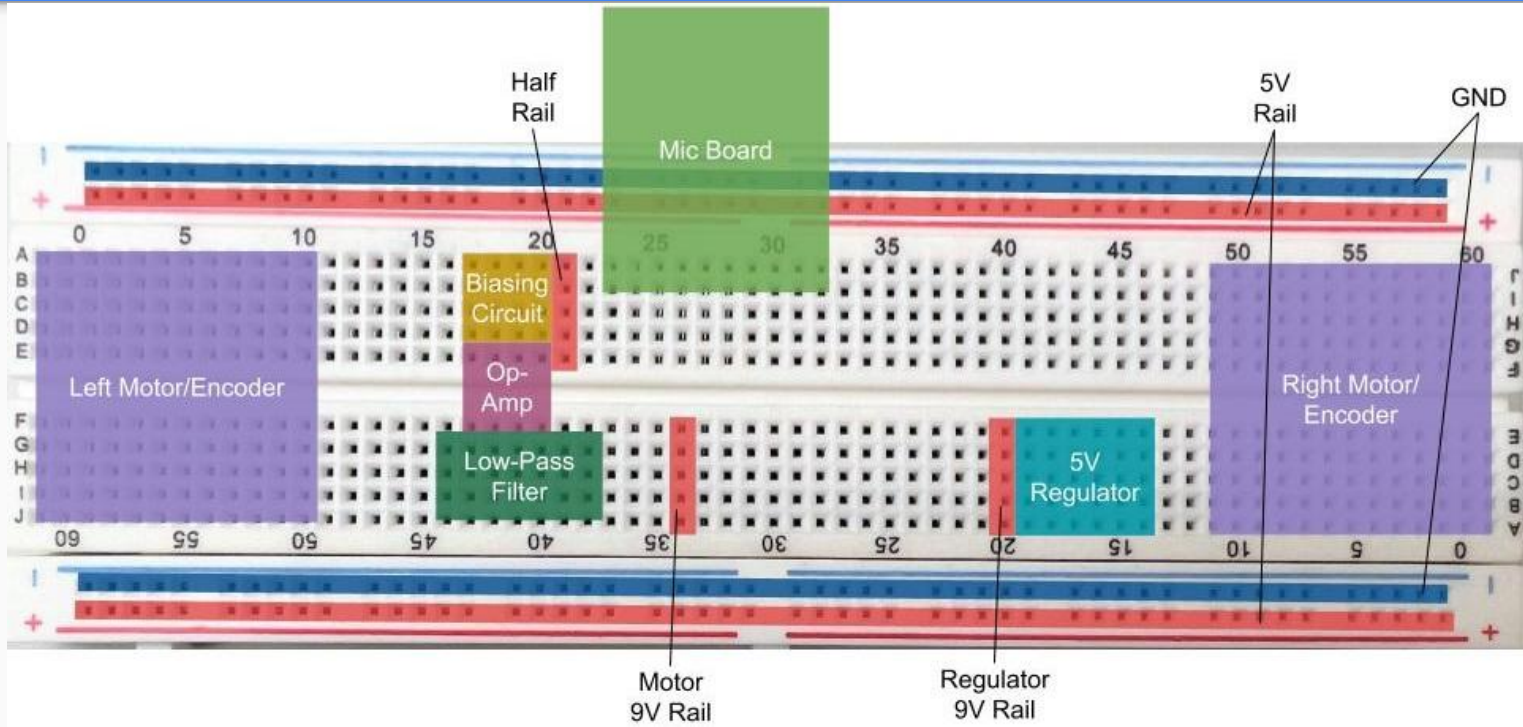 Half
Rail
5V
Rail
GND
Mic Board
0 5 10 15 20 25 30 35 40 45 50 55 60
A
B
C
D
E
Biasing
Circuit
J
I
H
G
F
Left Motor/Encoder
Op-
Amp
Right Motor/
Encoder
F
G
H
I
J
Low-Pass
Filter
5V
Regulator
E
D
C
B
A
60 55 50 45 40 35 30 25 20 15 10 5 0
Motor
9V Rail
Regulator
9V Rail